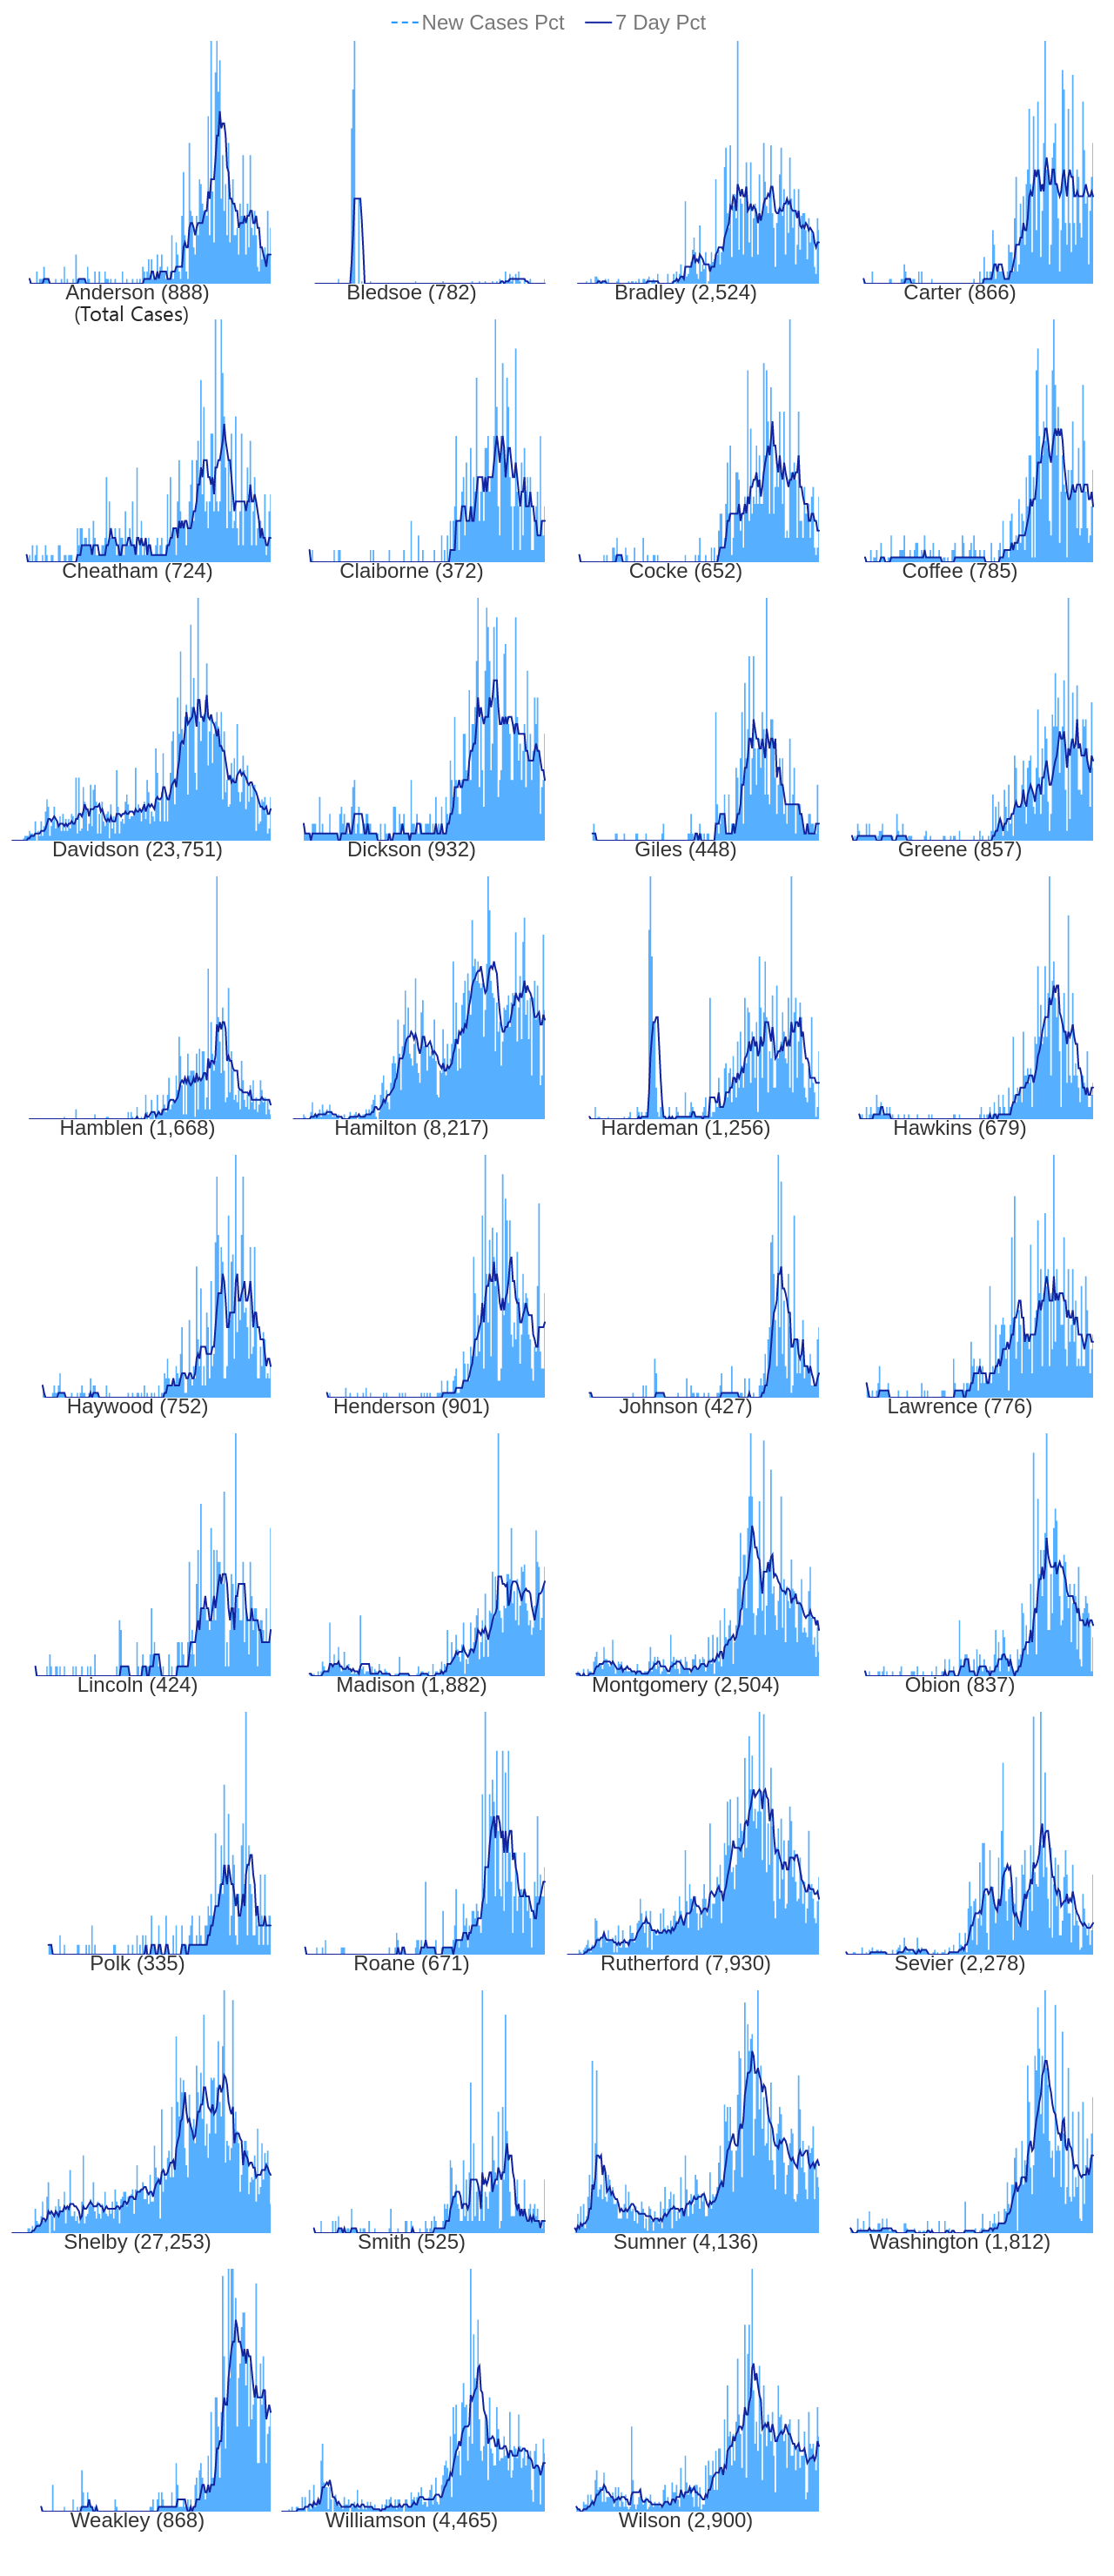 New Cases Pct 7 Day Pct
Anderson (888) Bledsoe (782) Bradley (2,524) Carter (866)
(Total Cases)
Cheatham (724) Claiborne (372) Cocke (652) Coffee (785)
Davidson (23,751) Dickson (932) Giles (448) Greene (857)
Hamblen (1,668) Hamilton (8,217) Hardeman (1,256) Hawkins (679)
Haywood (752) Henderson (901) Johnson (427) Lawrence (776)
Lincoln (424) Madison (1,882) Montgomery (2,504) Obion (837)
Polk (335) Roane (671) Rutherford (7,930) Sevier (2,278)
Shelby (27,253) Smith (525) Sumner (4,136) Washington (1,812)
Weakley (868) Williamson (4,465) Wilson (2,900)